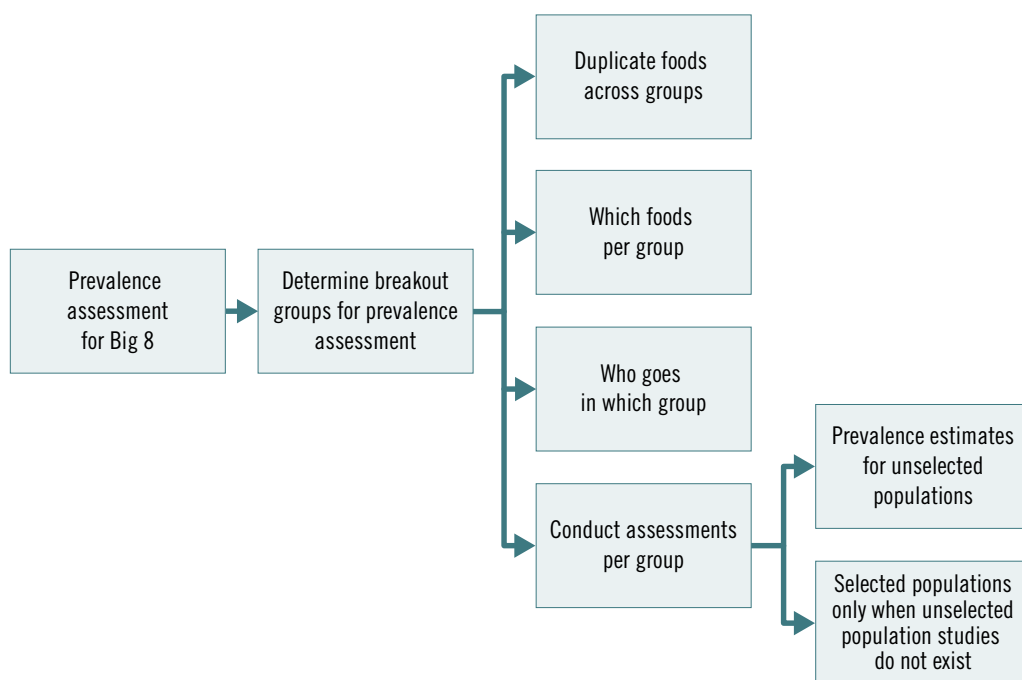 Prevalence
assessment
for Big 8
Determine breakout
groups for prevalence
assessment
Duplicate foods
across groups
Which foods
per group
Who goes
in which group
Conduct assessments
per group
Prevalence estimates
for unselected
populations
Selected populations
only when unselected
population studies
do not exist